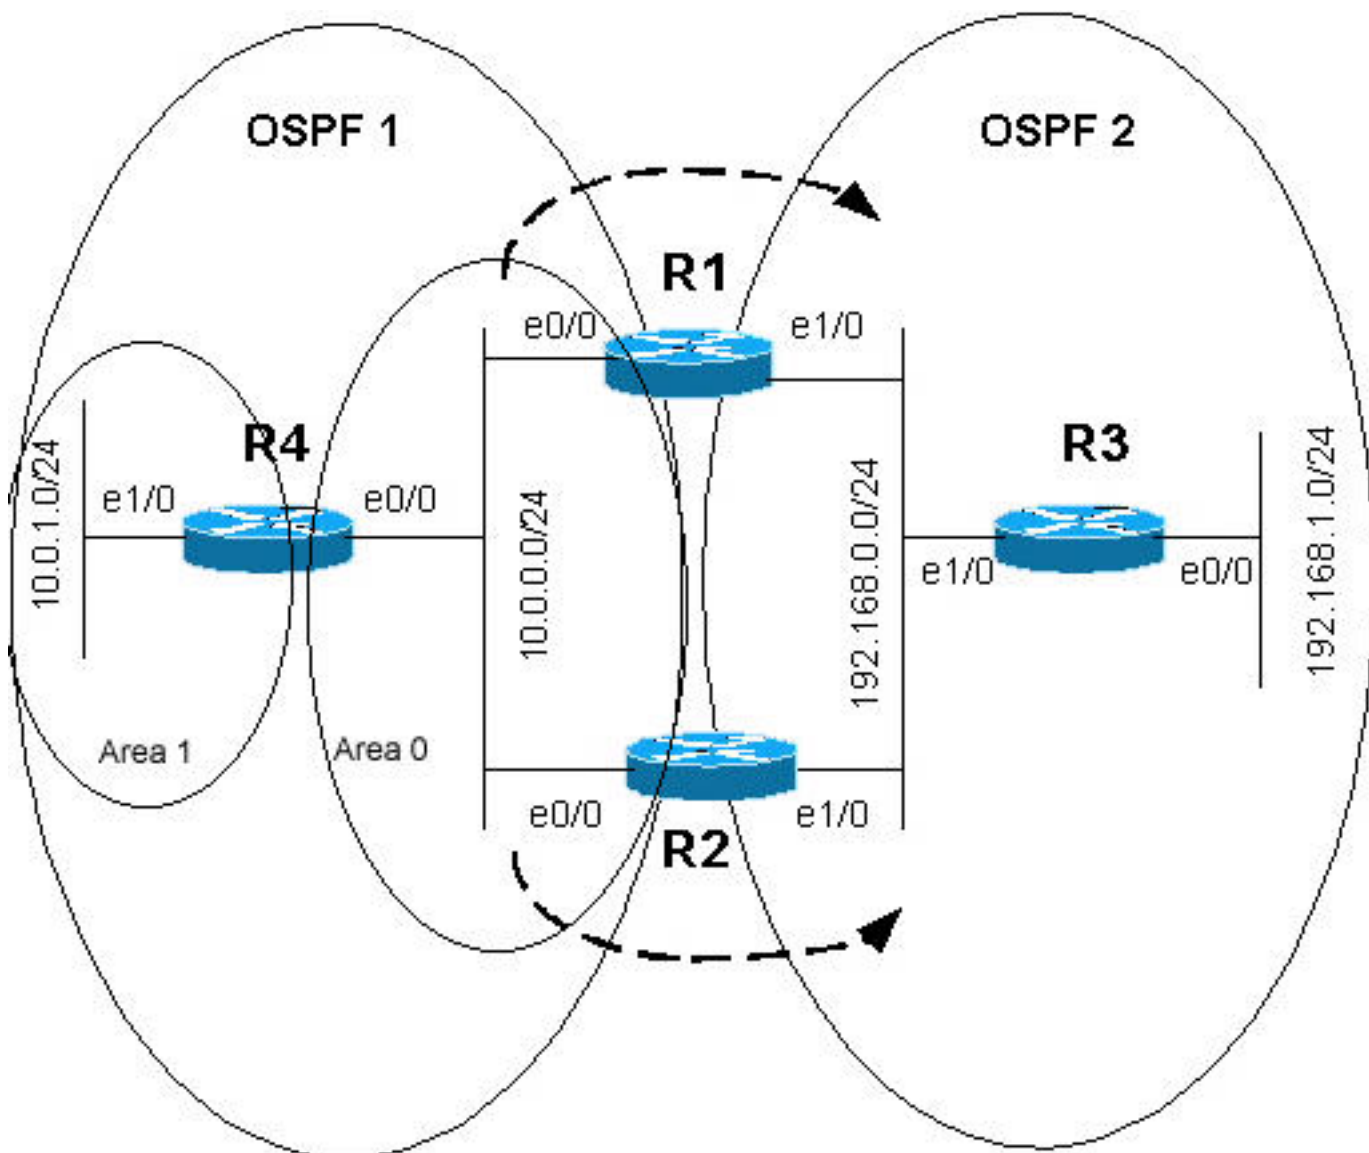 OSPF 1
OSPF 2
R1
e0/0
e1/0
R4
R3
10.0.1.0/24
e1/0
e0/0
10.0.0.0/24
192.168.0.0/24
e1/0
e0/0
192.168.1.0/24
Area 1
Area 0
e0/0
e1/0
R2